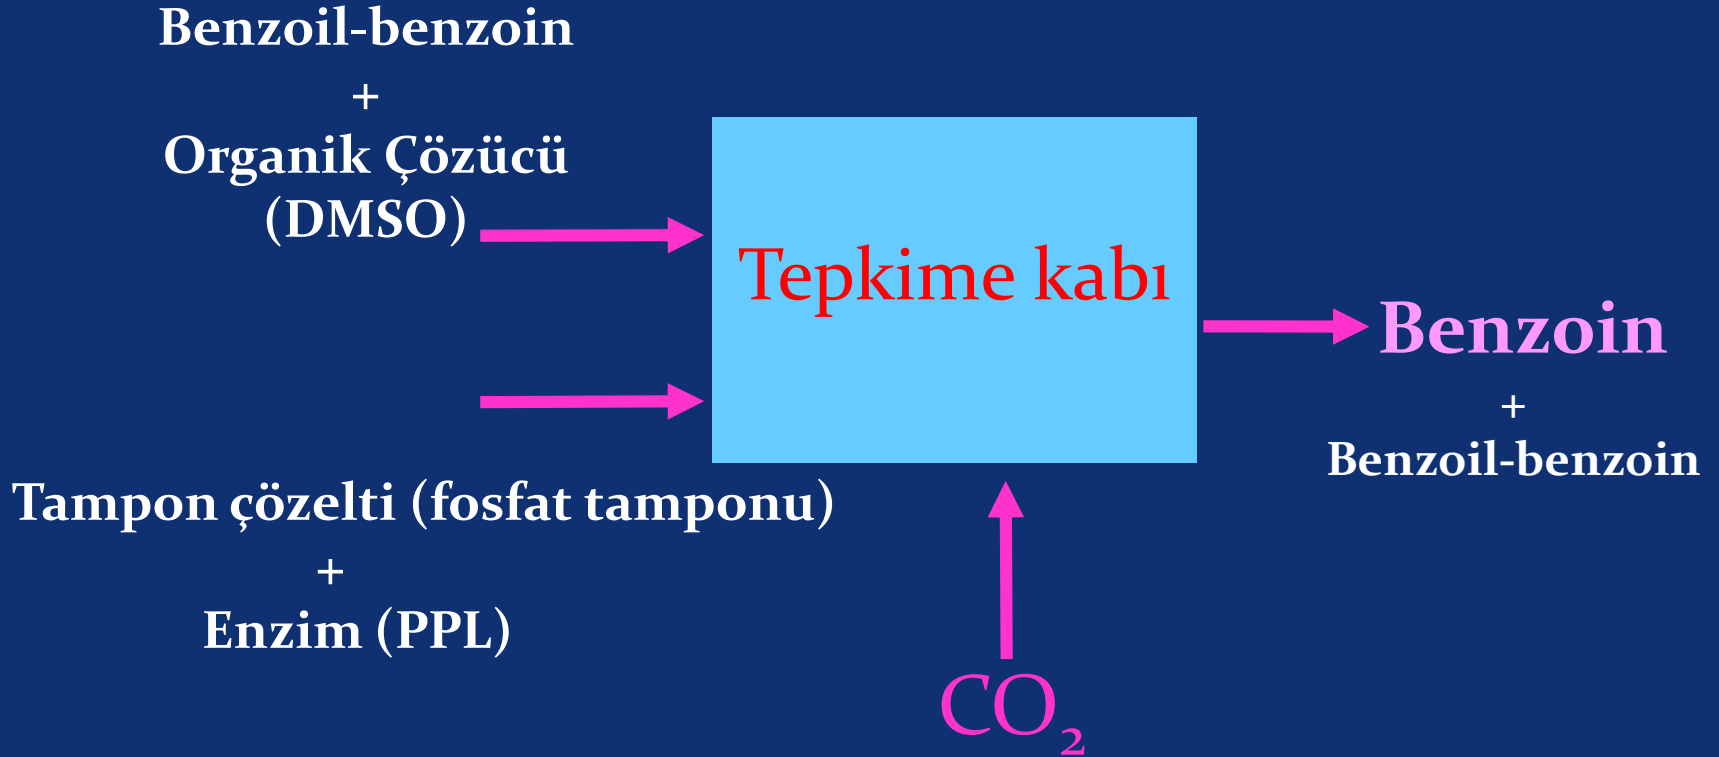 Benzoil-benzoin
+
Organik Çözücü
(DMSO)
Tepkime kabı
Benzoin
+
Benzoil-benzoin
Tampon çözelti (fosfat tamponu)
+
Enzim (PPL)
CO₂